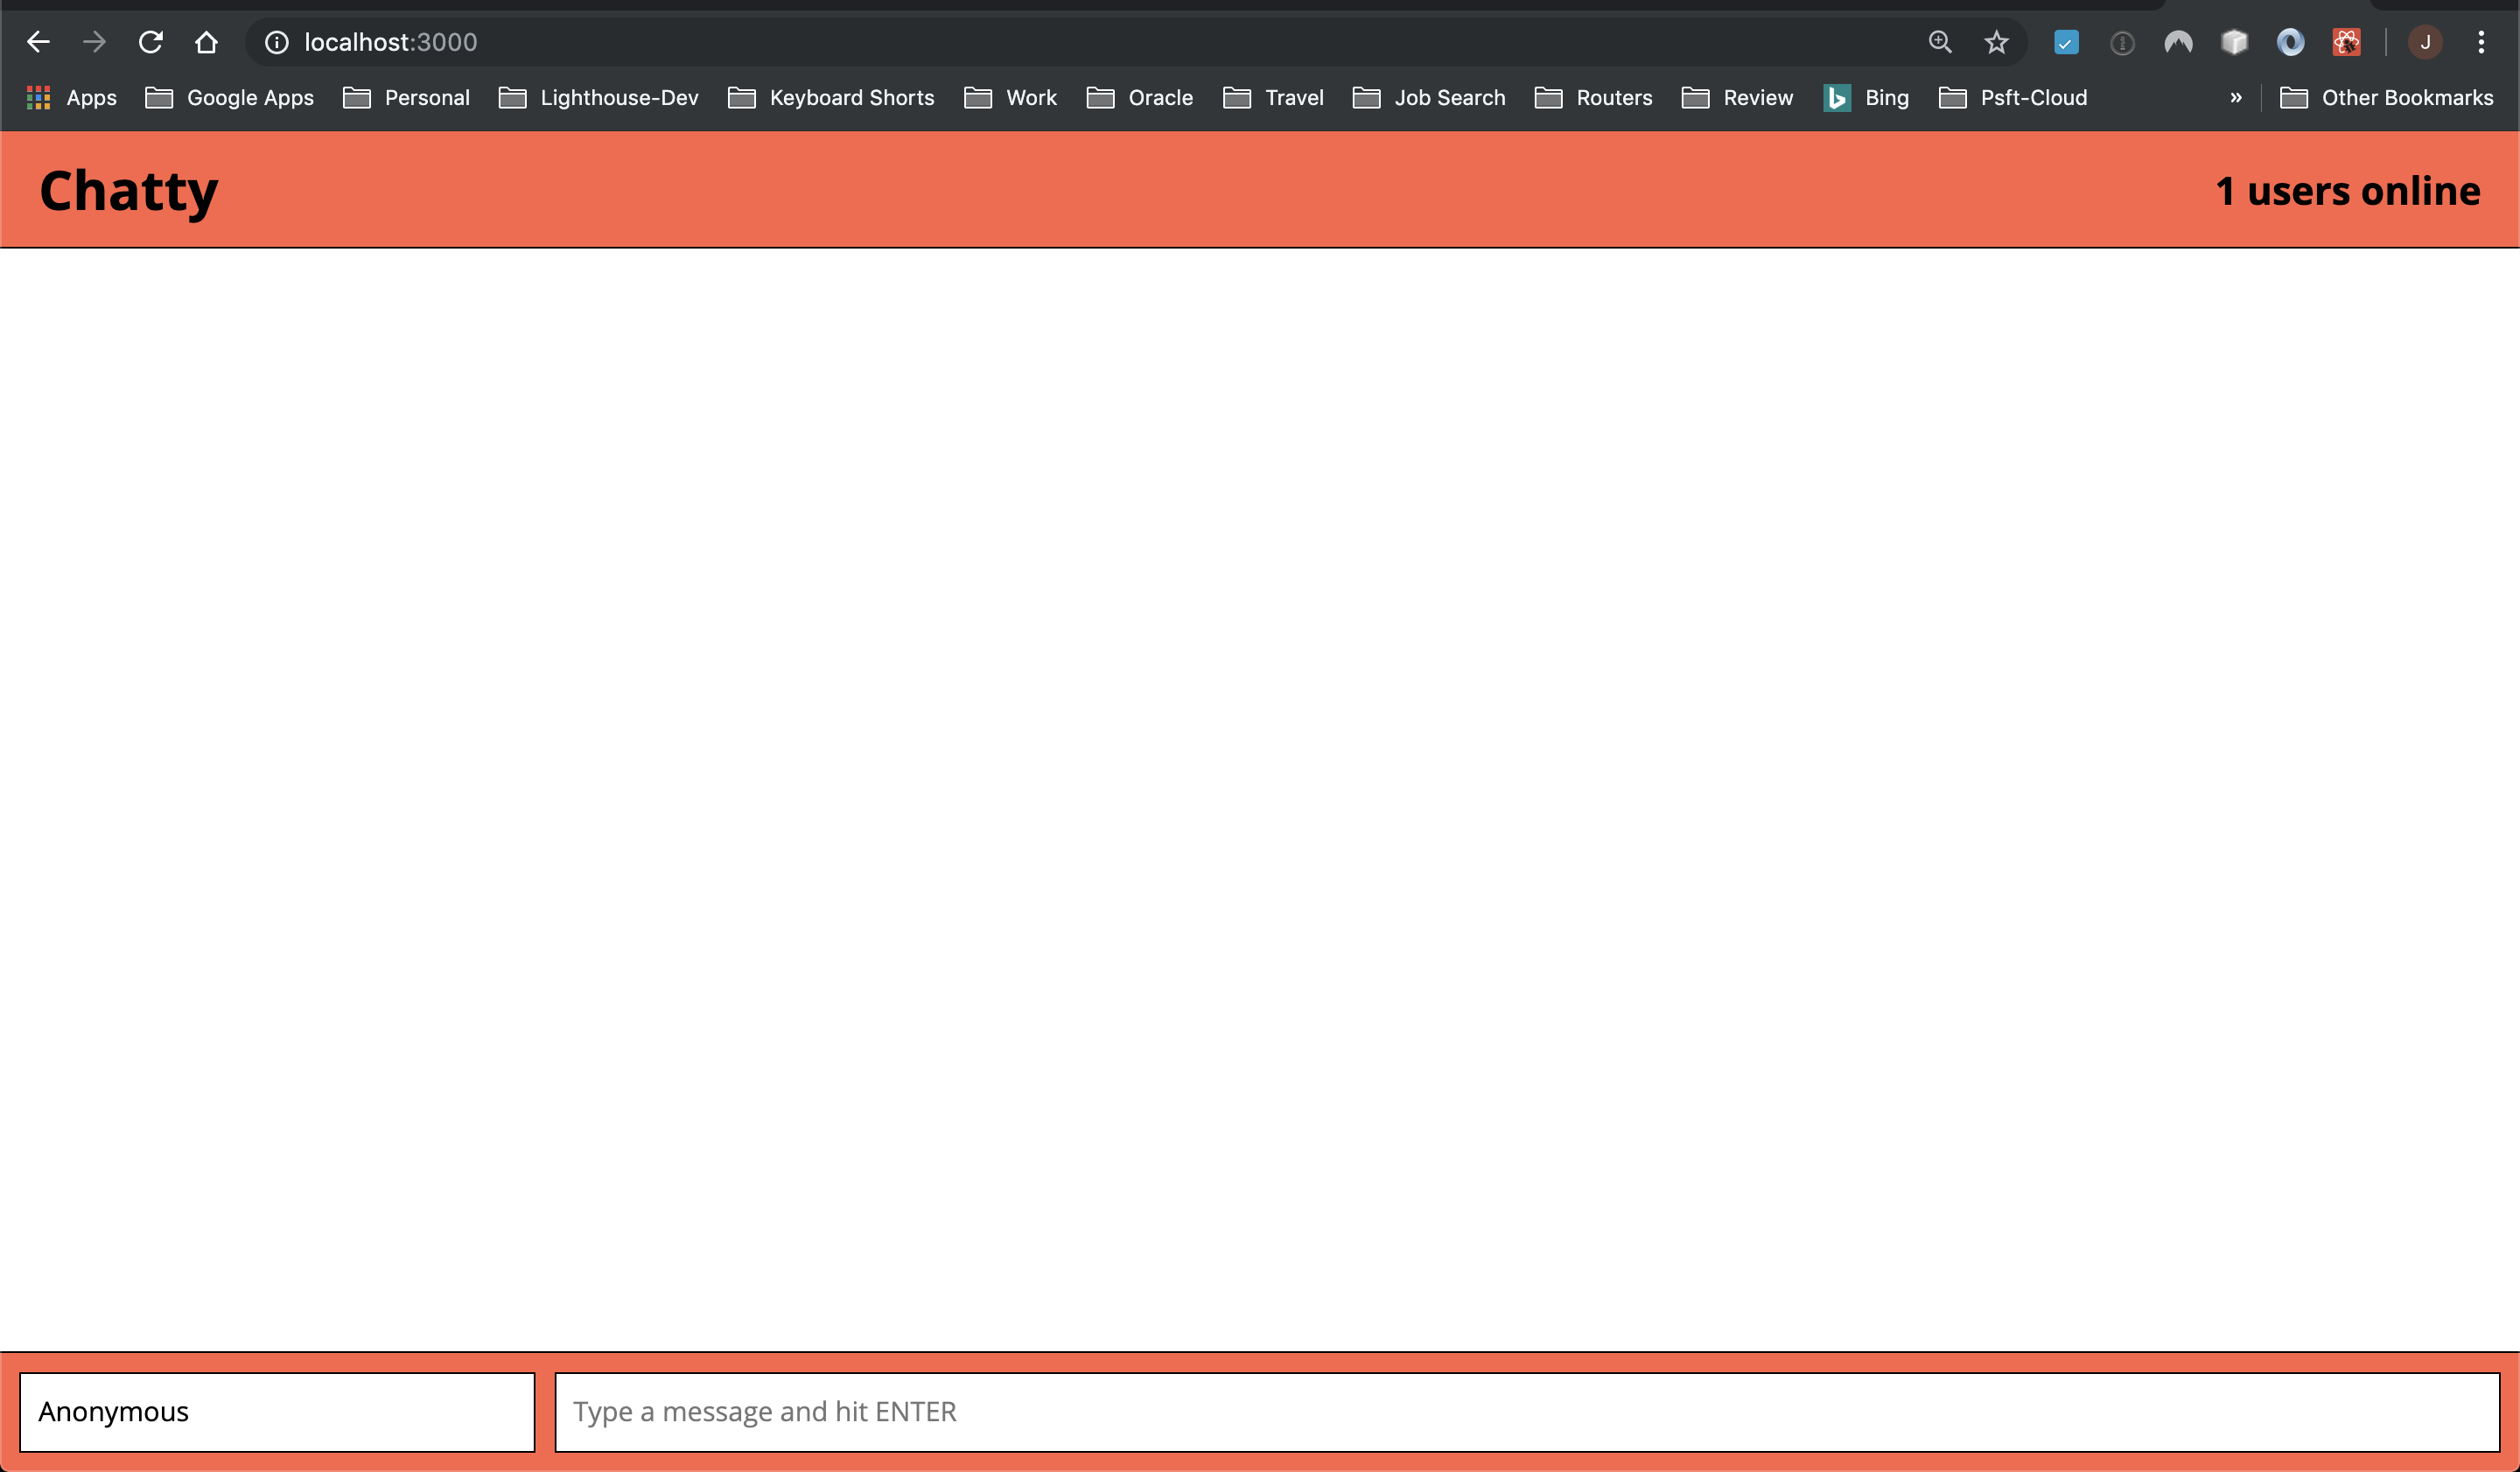 localhost:3000
J
Apps Google Apps Personal Lighthouse-Dev Keyboard Shorts Work Oracle Travel Job Search Routers Review Bing Psft-Cloud » Other Bookmarks
Chatty 1 users online
Anonymous Type a message and hit ENTER